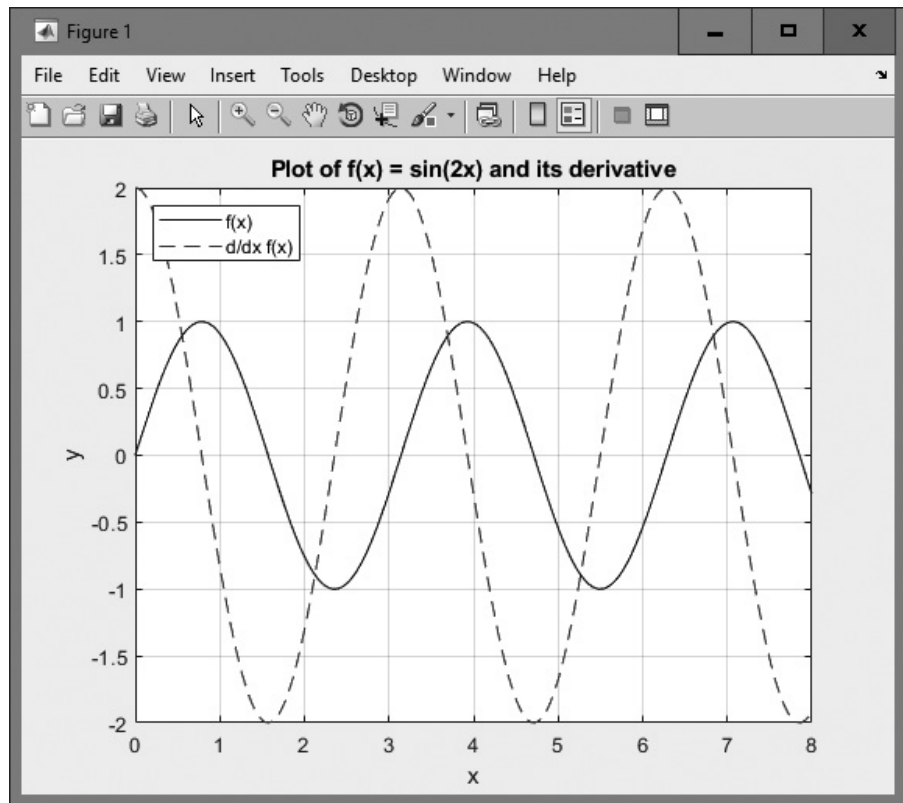 Figure 1
File Edit View Insert Tools Desktop Window Help
Plot of f(x) = sin(2x) and its derivative
f(x)
d/dx f(x)
2
1.5
1
0.5
0
-0.5
-1
-1.5
-2
y
0 1 2 3 4 5 6 7 8
x